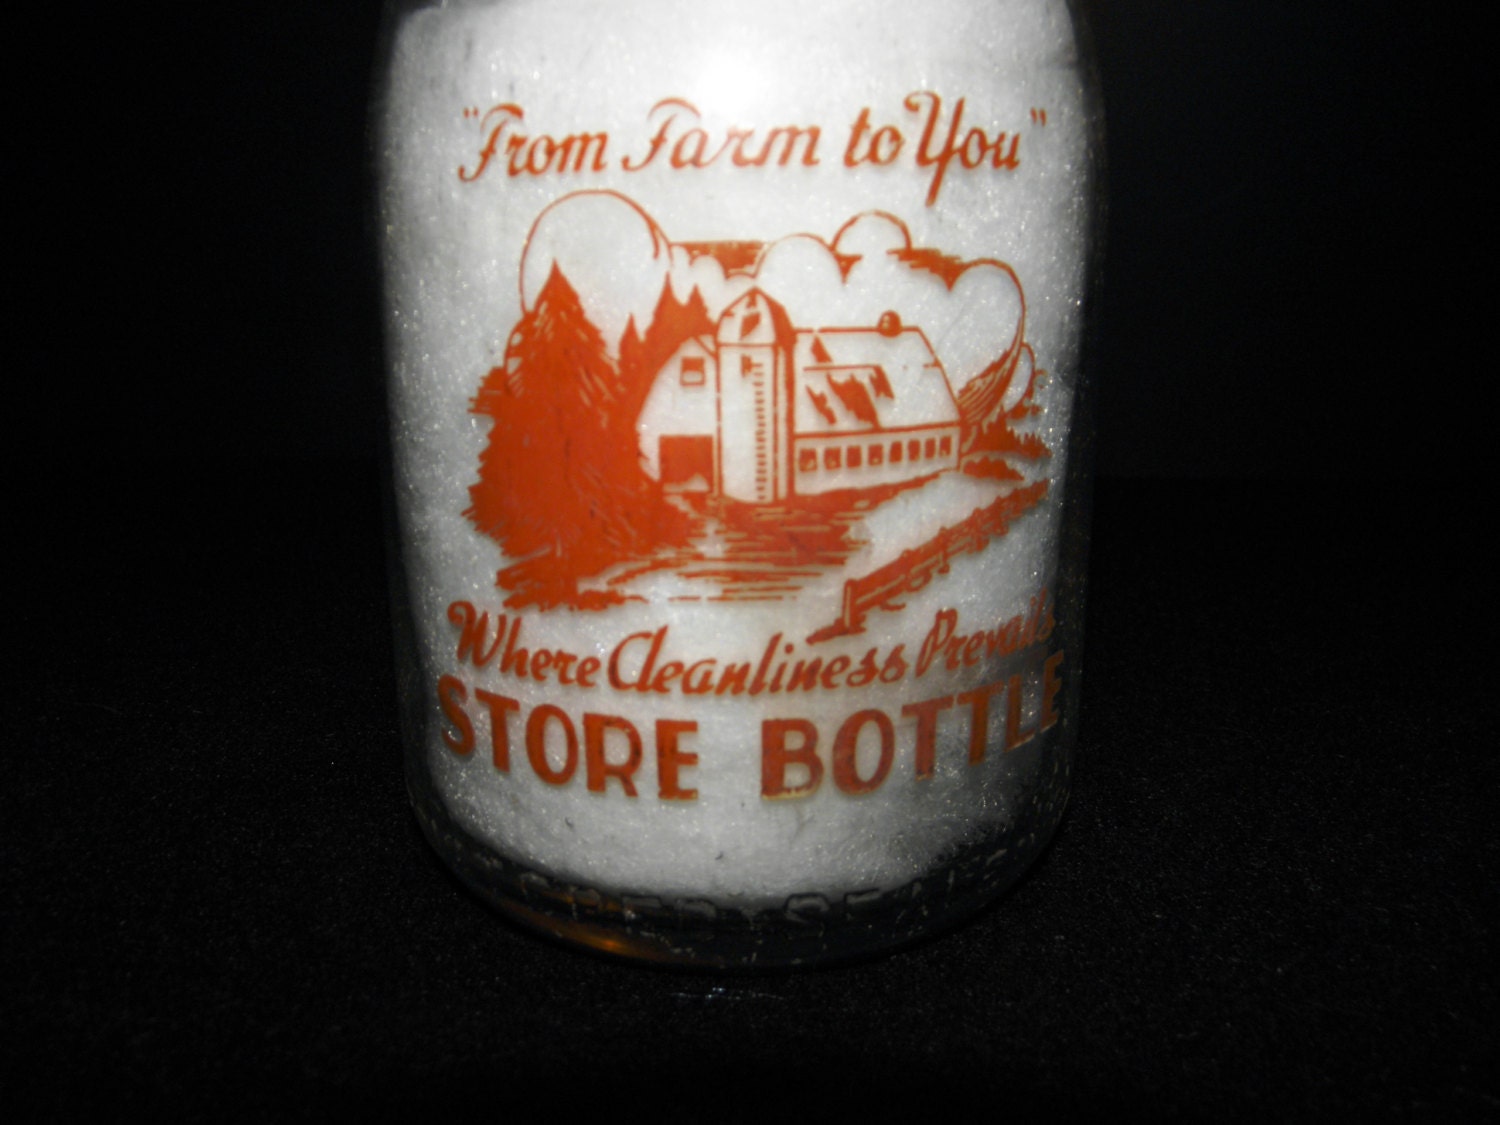 "From Farm to You"
Where Cleanliness Prevails
STORE BOTTLE